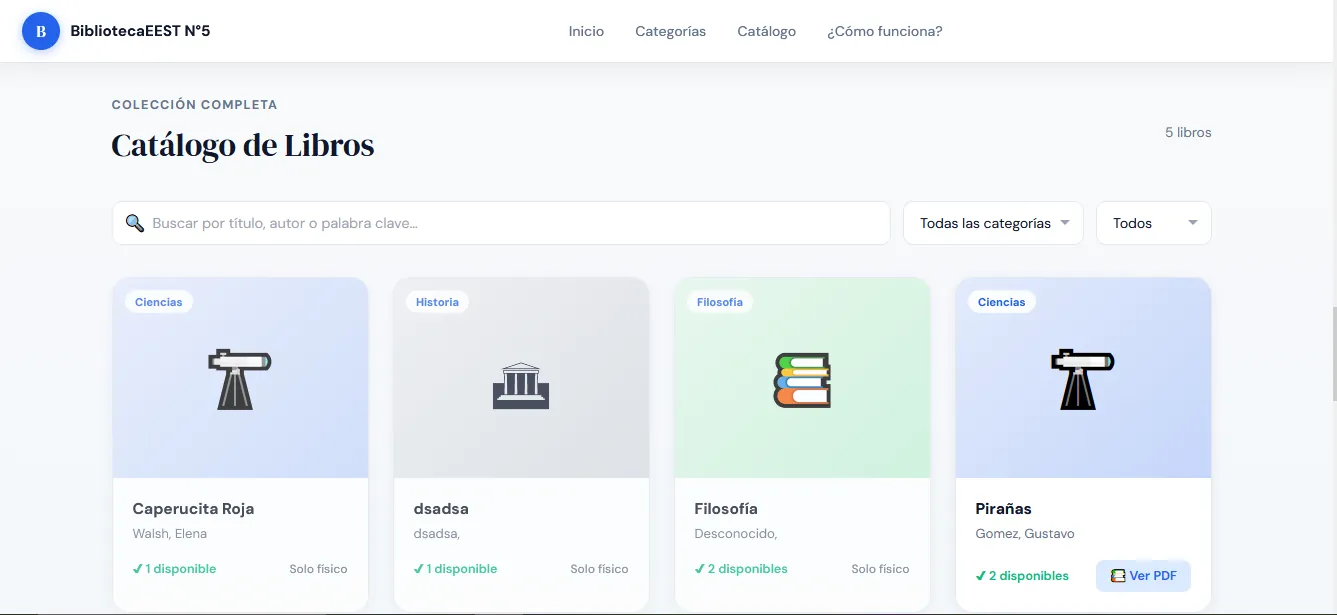 B BibliotecaEEST N°5 Inicio Categorías Catálogo ¿Cómo funciona?
COLECCIÓN COMPLETA
Catálogo de Libros
5 libros
Buscar por título, autor o palabra clave...
Todas las categorías
Todos
Ciencias
Caperucita Roja
Walsh, Elena
✓ 1 disponible Solo físico
Historia
dsadsa
dsadsa,
✓ 1 disponible Solo físico
Filosofía
Filosofía
Desconocido,
✓ 2 disponibles Solo físico
Ciencias
Pirañas
Gomez, Gustavo
✓ 2 disponibles Ver PDF